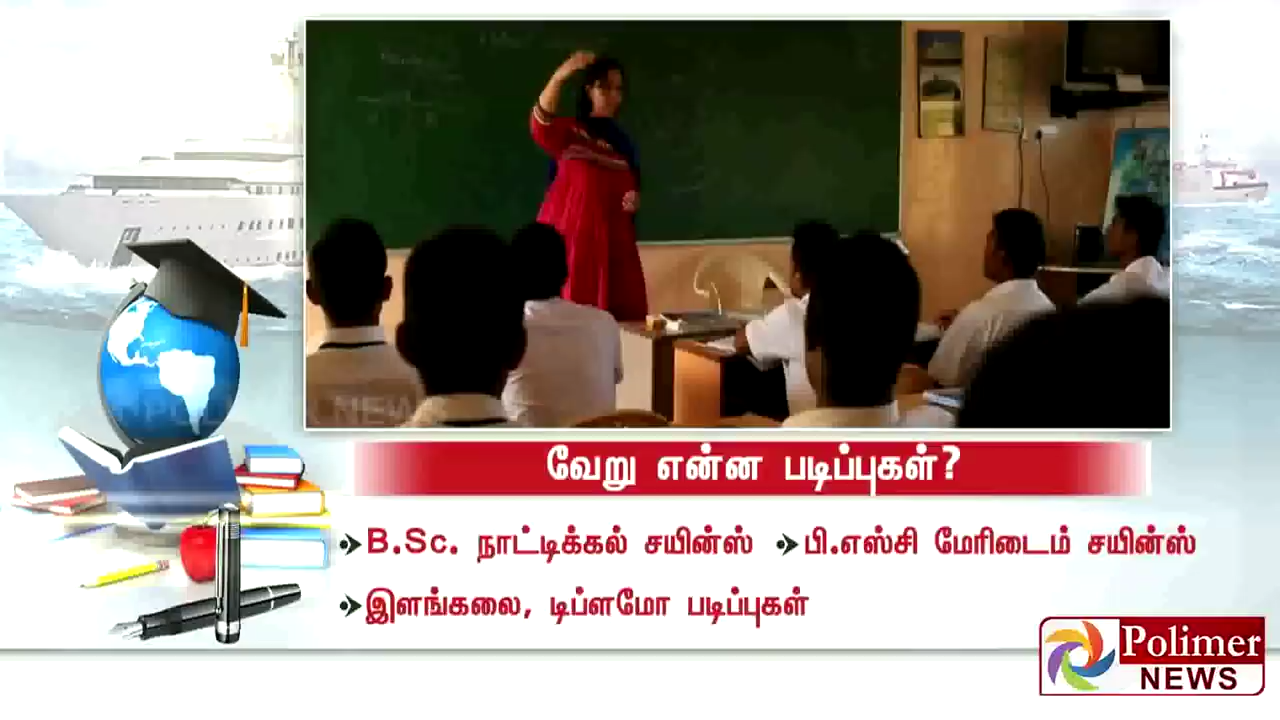 வேறு என்ன படிப்புகள்?
B.Sc. நாட்டிக்கல் சயின்ஸ் பி.எஸ்சி மேரிடைம் சயின்ஸ்
இளங்கலை, டிப்ளமோ படிப்புகள்
Polimer
NEWS